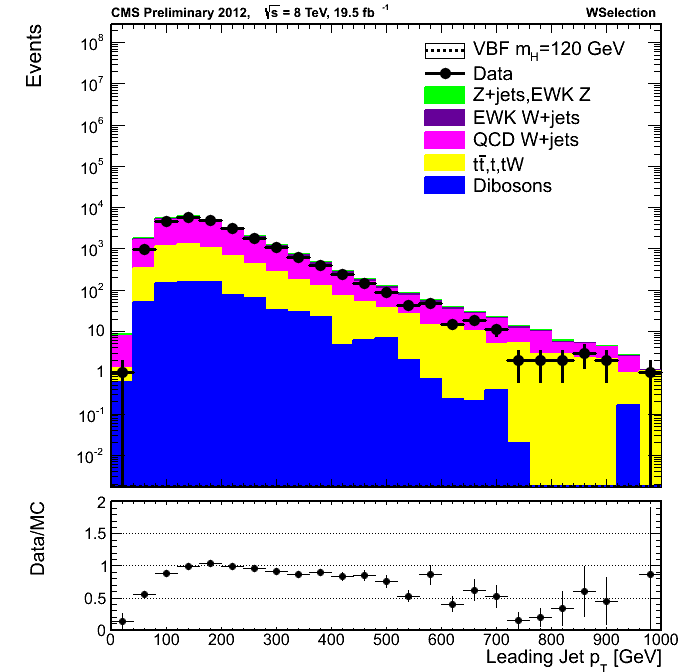 CMS Preliminary 2012, √s = 8 TeV, 19.5 fb⁻¹ WSelection
Events
10⁸
10⁷
10⁶
10⁵
10⁴
10³
10²
10
1
10⁻¹
10⁻²
VBF m_H=120 GeV
Data
Z+jets,EWK Z
EWK W+jets
QCD W+jets
tt̄,t,tW
Dibosons
Data/MC
2
1.5
1
0.5
0
0 100 200 300 400 500 600 700 800 900 1000
Leading Jet p_T [GeV]